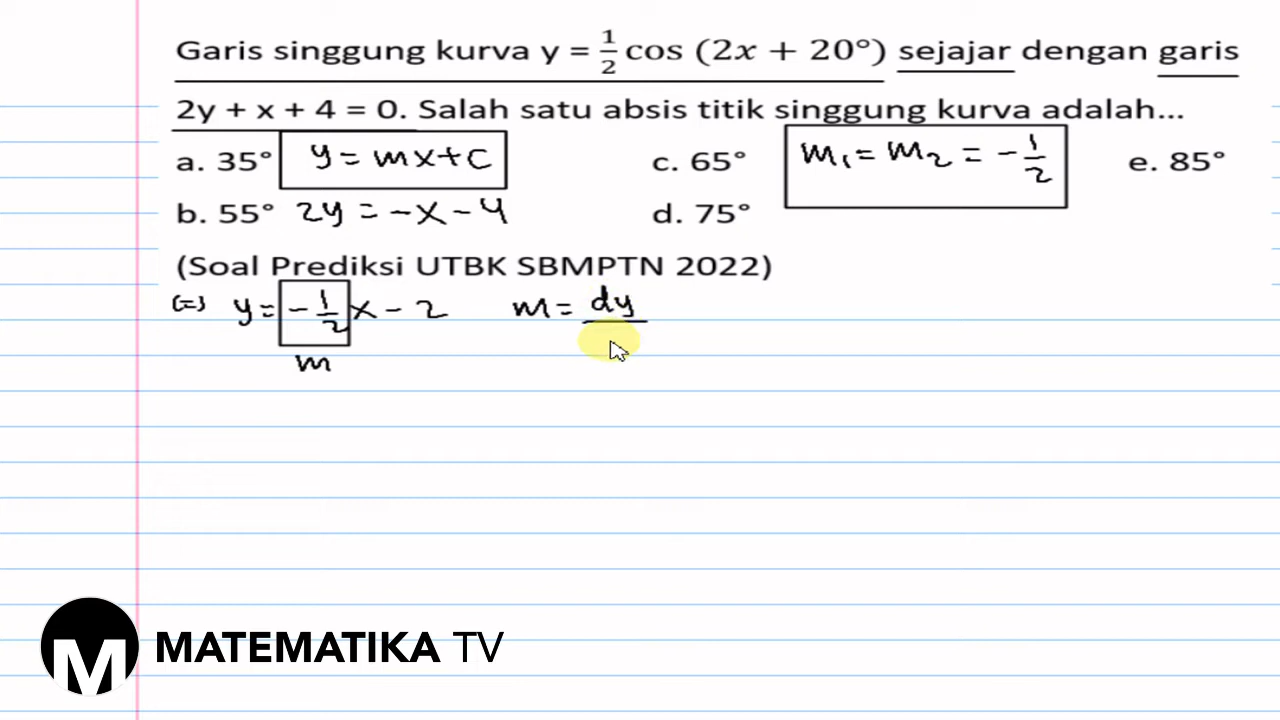 Garis singgung kurva y = 1/2 cos (2x + 20°) sejajar dengan garis
2y + x + 4 = 0. Salah satu absis titik singgung kurva adalah...
a. 35° y = mx+c c. 65° m₁ = m₂ = -1/2 e. 85°
b. 55° 2y = -x - 4 d. 75°
(Soal Prediksi UTBK SBMPTN 2022)
(=) y = -1/2 x - 2 m = dy
m
MATEMATIKA TV